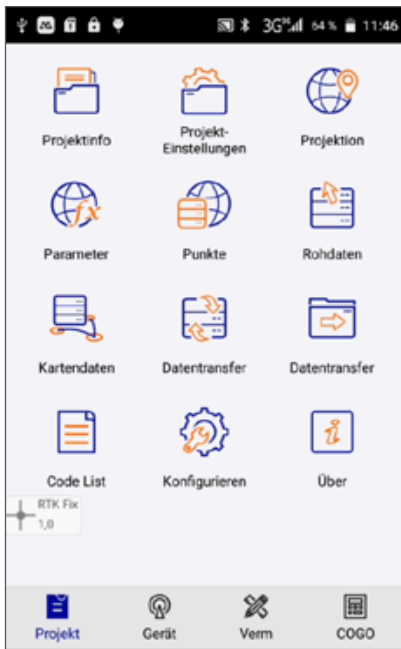 3G 64 % 11:46
Projektinfo
Projekt-
Einstellungen
Projektion
Parameter
Punkte
Rohdaten
Kartendaten
Datentransfer
Datentransfer
Code List
Konfigurieren
Über
RTK Fix
1,0
Projekt
Gerät
Verm
COGO